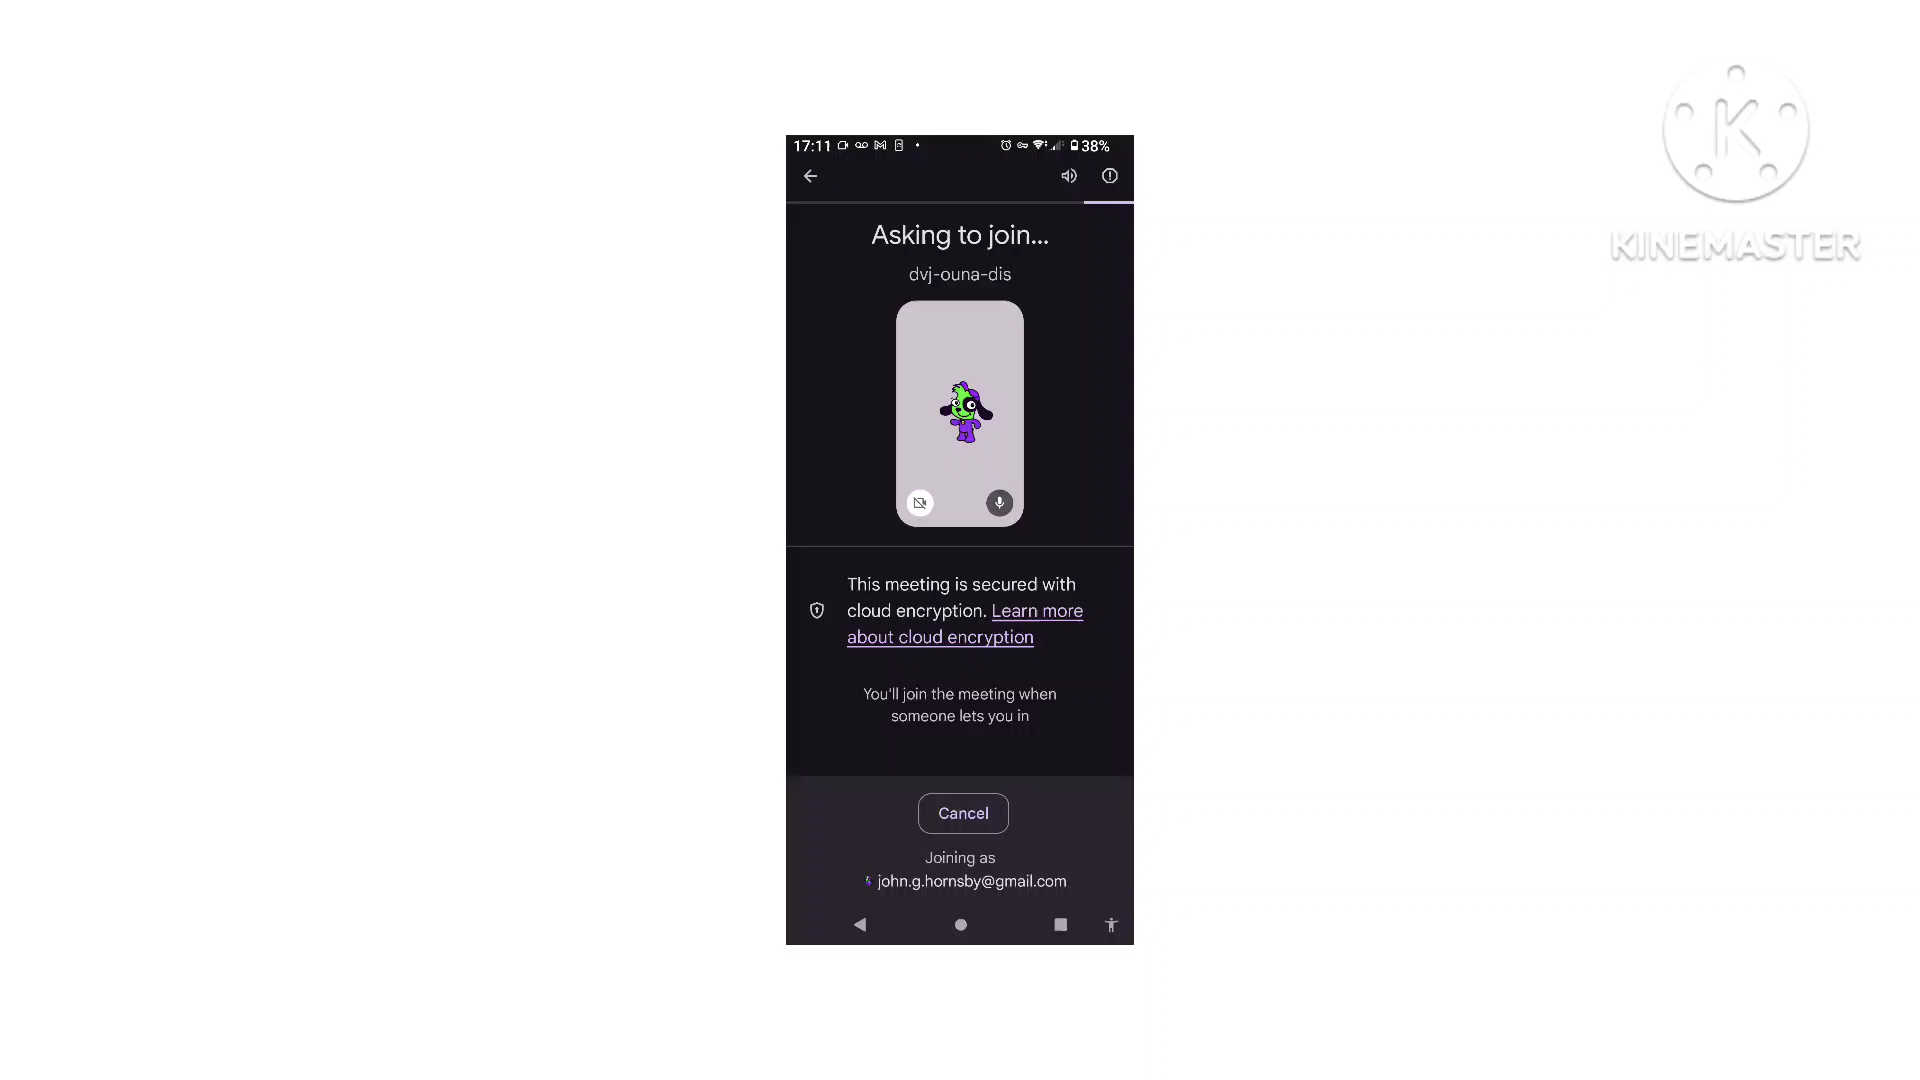 17:11 38%
Asking to join...
dvj-ouna-dis
This meeting is secured with
cloud encryption. Learn more
about cloud encryption
You'll join the meeting when
someone lets you in
Cancel
Joining as
john.g.hornsby@gmail.com
K
KINEMASTER